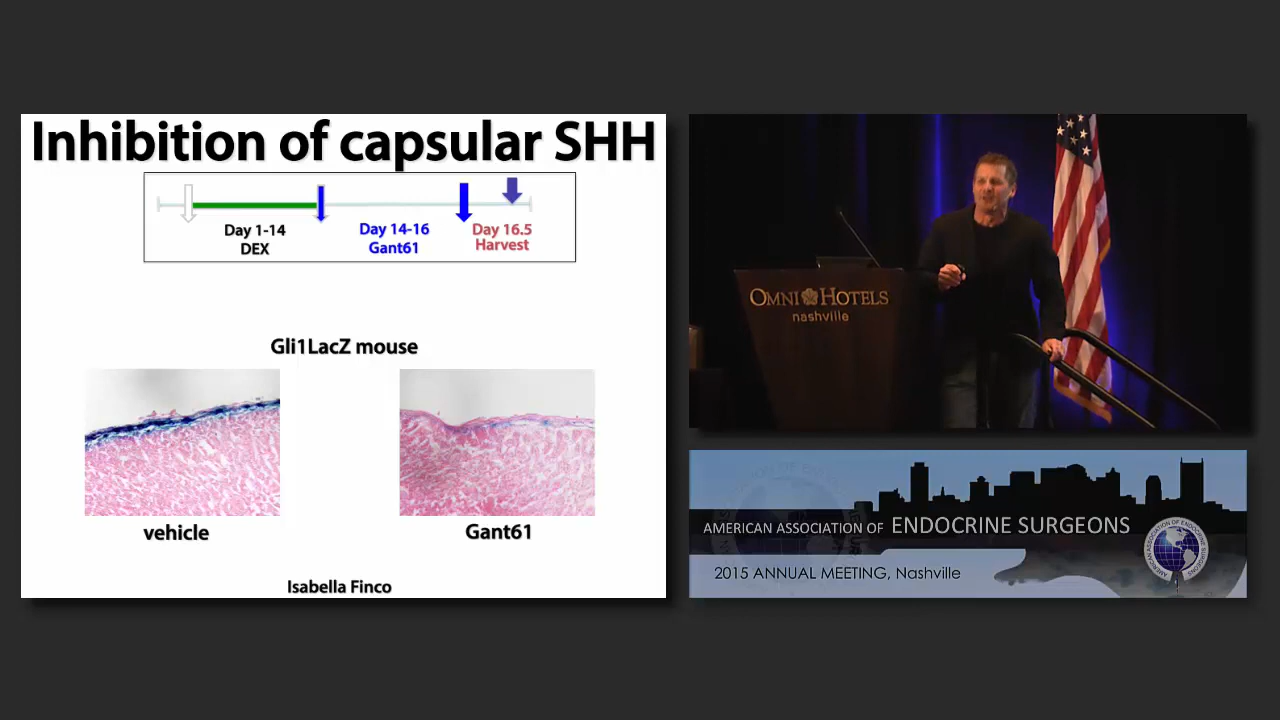 Inhibition of capsular SHH
Day 1-14
DEX
Day 14-16
Gant61
Day 16.5
Harvest
Gli1LacZ mouse
vehicle
Gant61
Isabella Finco
OMNI HOTELS
nashville
AMERICAN ASSOCIATION OF ENDOCRINE SURGEONS
2015 ANNUAL MEETING, Nashville